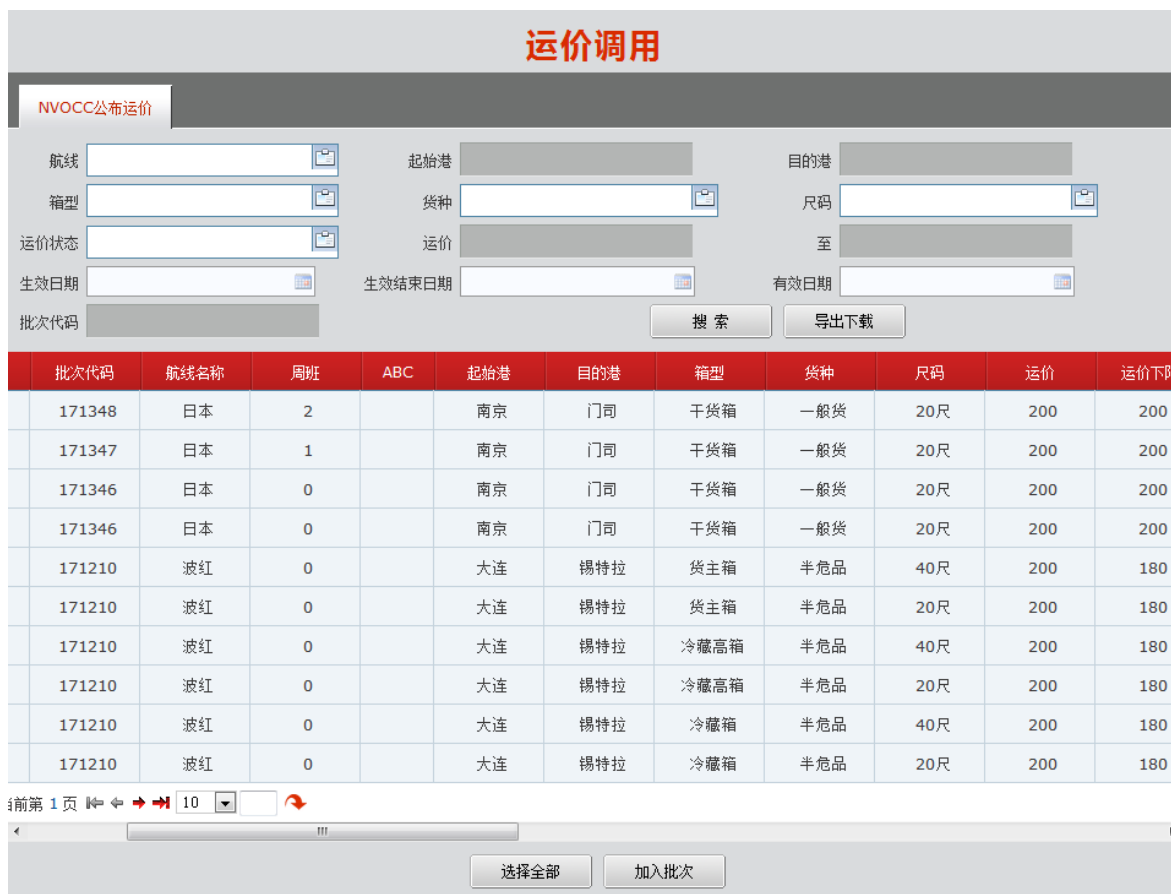 运价调用
NVOCC公布运价
航线 起始港 目的港
箱型 货种 尺码
运价状态 运价 至
生效日期 生效结束日期 有效日期
批次代码 搜 索 导出下载
批次代码 航线名称 周班 ABC 起始港 目的港 箱型 货种 尺码 运价 运价下
171348 日本 2 南京 门司 干货箱 一般货 20尺 200 200
171347 日本 1 南京 门司 干货箱 一般货 20尺 200 200
171346 日本 0 南京 门司 干货箱 一般货 20尺 200 200
171346 日本 0 南京 门司 干货箱 一般货 20尺 200 200
171210 波红 0 大连 锡特拉 货主箱 半危品 40尺 200 180
171210 波红 0 大连 锡特拉 货主箱 半危品 20尺 200 180
171210 波红 0 大连 锡特拉 冷藏高箱 半危品 40尺 200 180
171210 波红 0 大连 锡特拉 冷藏高箱 半危品 20尺 200 180
171210 波红 0 大连 锡特拉 冷藏箱 半危品 40尺 200 180
171210 波红 0 大连 锡特拉 冷藏箱 半危品 20尺 200 180
前第 1 页 10
选择全部 加入批次